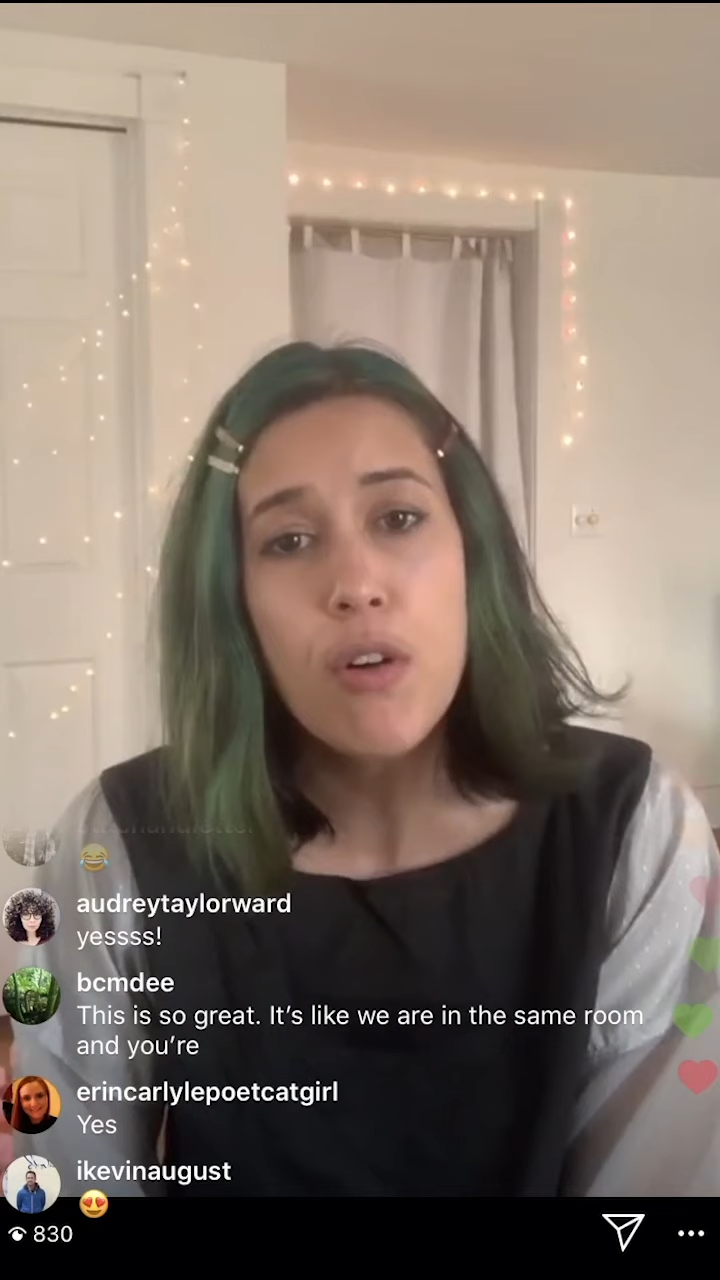 😂
audreytaylorward
yessss!
bcmdee
This is so great. It’s like we are in the same room
and you’re
erincarlylepoetcatgirl
Yes
ikevinaugust
😍
830